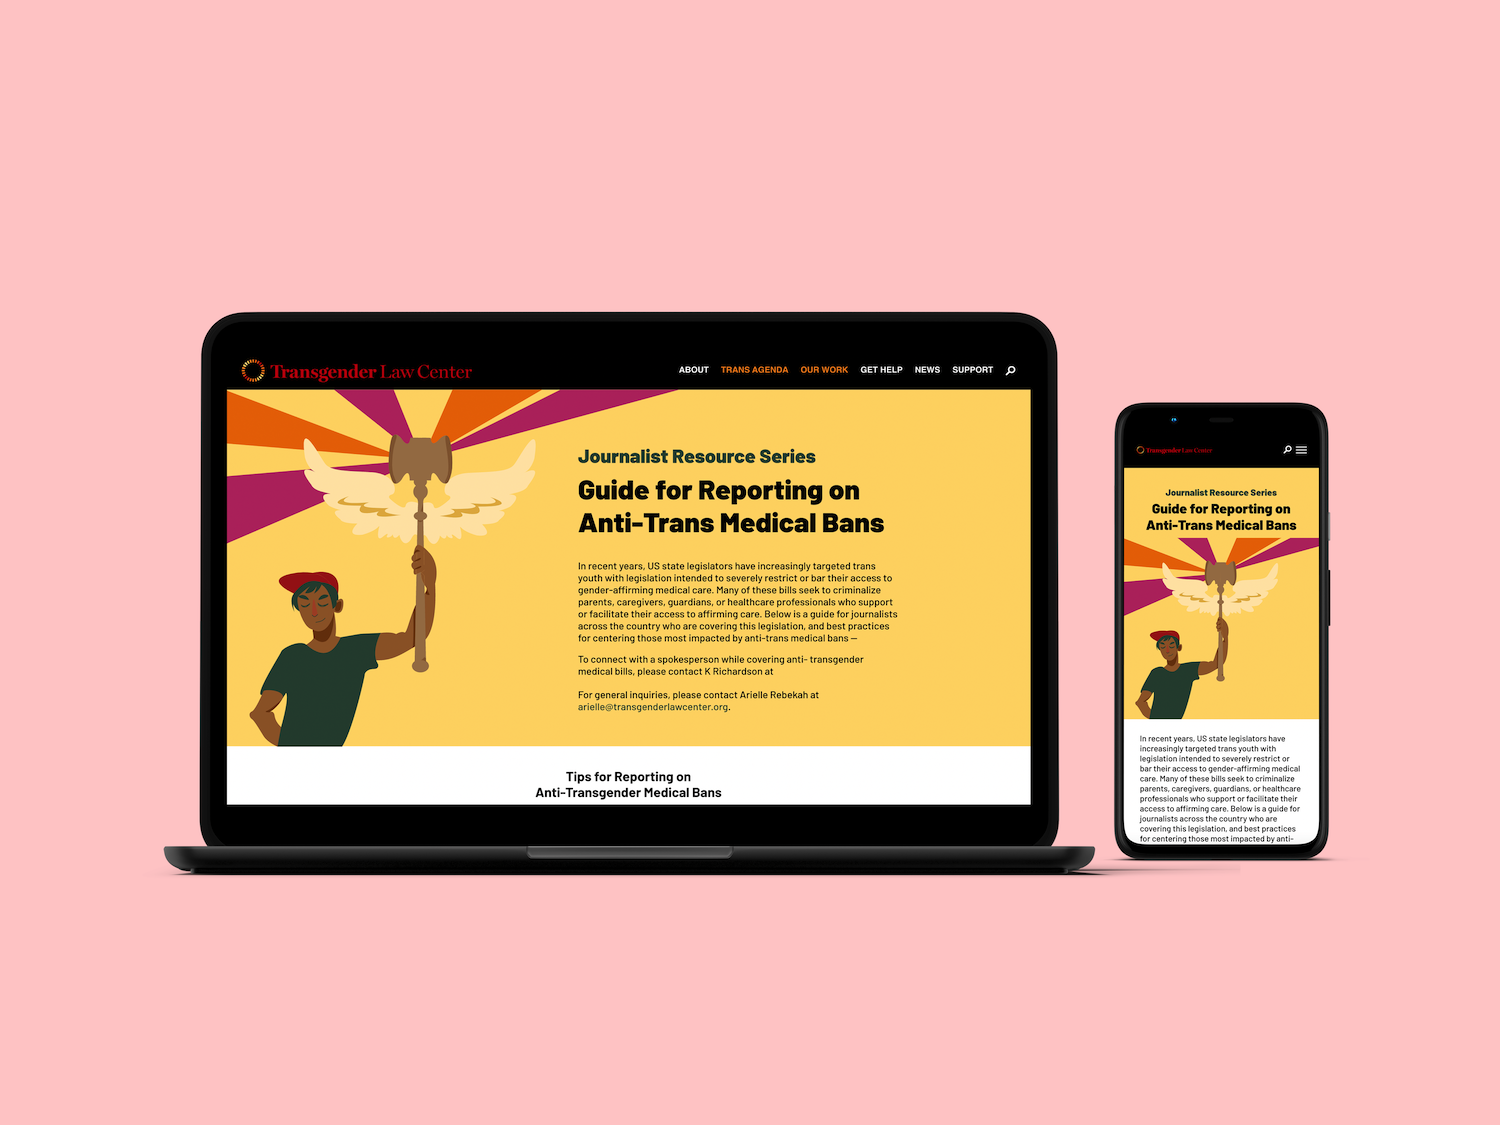 Transgender Law Center
ABOUT TRANS AGENDA OUR WORK GET HELP NEWS SUPPORT
Journalist Resource Series
Guide for Reporting on
Anti-Trans Medical Bans
In recent years, US state legislators have increasingly targeted trans
youth with legislation intended to severely restrict or bar their access to
gender-affirming medical care. Many of these bills seek to criminalize
parents, caregivers, guardians, or healthcare professionals who support
or facilitate their access to affirming care. Below is a guide for journalists
across the country who are covering this legislation, and best practices
for centering those most impacted by anti-trans medical bans —
To connect with a spokesperson while covering anti- transgender
medical bills, please contact K Richardson at
For general inquiries, please contact Arielle Rebekah at
arielle@transgenderlawcenter.org.
Tips for Reporting on
Anti-Transgender Medical Bans
Transgender Law Center
Journalist Resource Series
Guide for Reporting on
Anti-Trans Medical Bans
In recent years, US state legislators have
increasingly targeted trans youth with
legislation intended to severely restrict or
bar their access to gender-affirming medical
care. Many of these bills seek to criminalize
parents, caregivers, guardians, or healthcare
professionals who support or facilitate their
access to affirming care. Below is a guide for
journalists across the country who are
covering this legislation, and best practices
for centering those most impacted by anti-